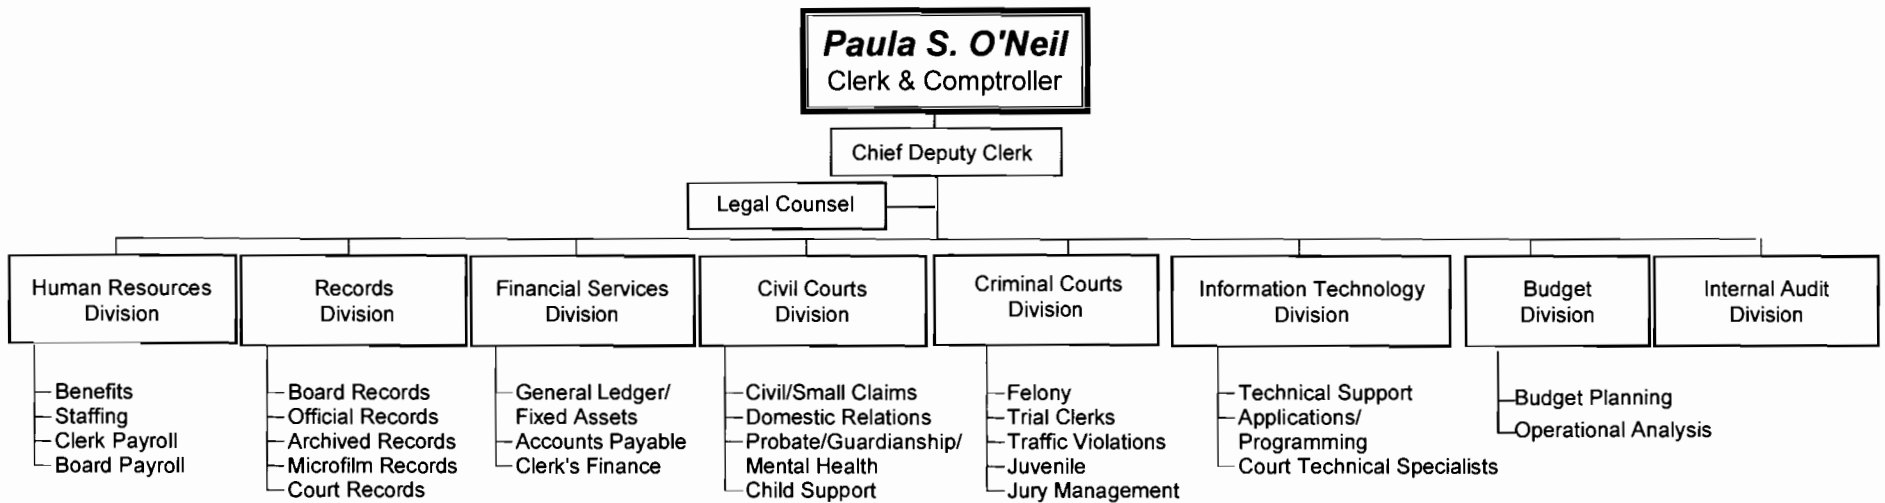 Paula S. O'Neil
Clerk & Comptroller
Chief Deputy Clerk
Legal Counsel
Human Resources
Division
Benefits
Staffing
Clerk Payroll
Board Payroll
Records
Division
Board Records
Official Records
Archived Records
Microfilm Records
Court Records
Financial Services
Division
General Ledger/
Fixed Assets
Accounts Payable
Clerk's Finance
Civil Courts
Division
Civil/Small Claims
Domestic Relations
Probate/Guardianship/
Mental Health
Child Support
Criminal Courts
Division
Felony
Trial Clerks
Traffic Violations
Juvenile
Jury Management
Information Technology
Division
Technical Support
Applications/
Programming
Court Technical Specialists
Budget
Division
Budget Planning
Operational Analysis
Internal Audit
Division